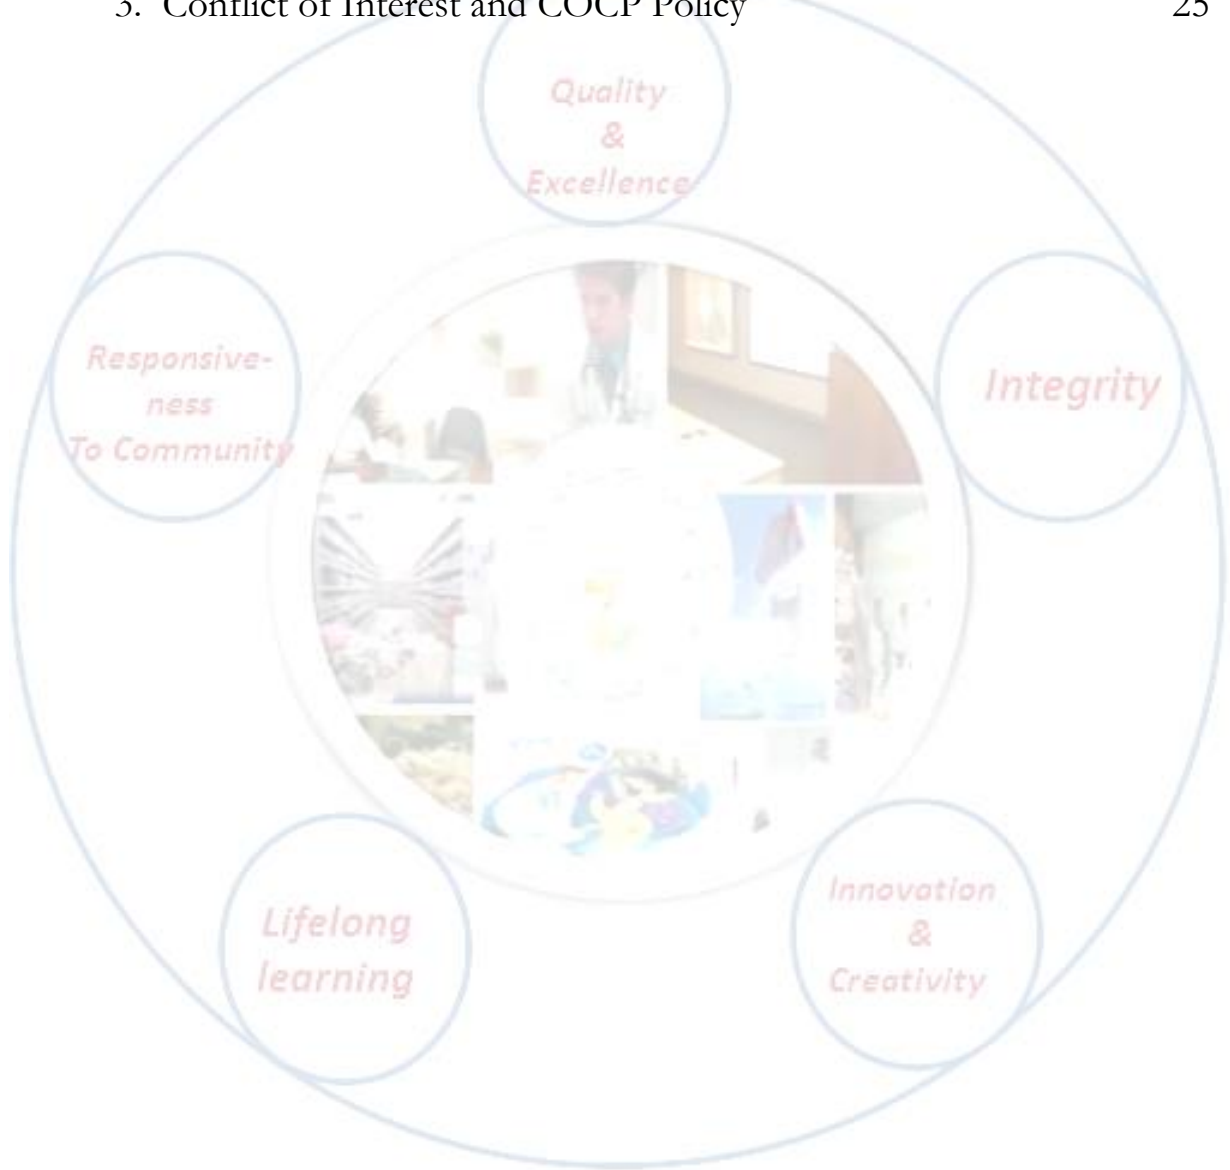 3. Conflict of Interest and COCP Policy 25
Quality
&
Excellence
Responsive-
ness
To Community
Integrity
Lifelong
learning
Innovation
&
Creativity